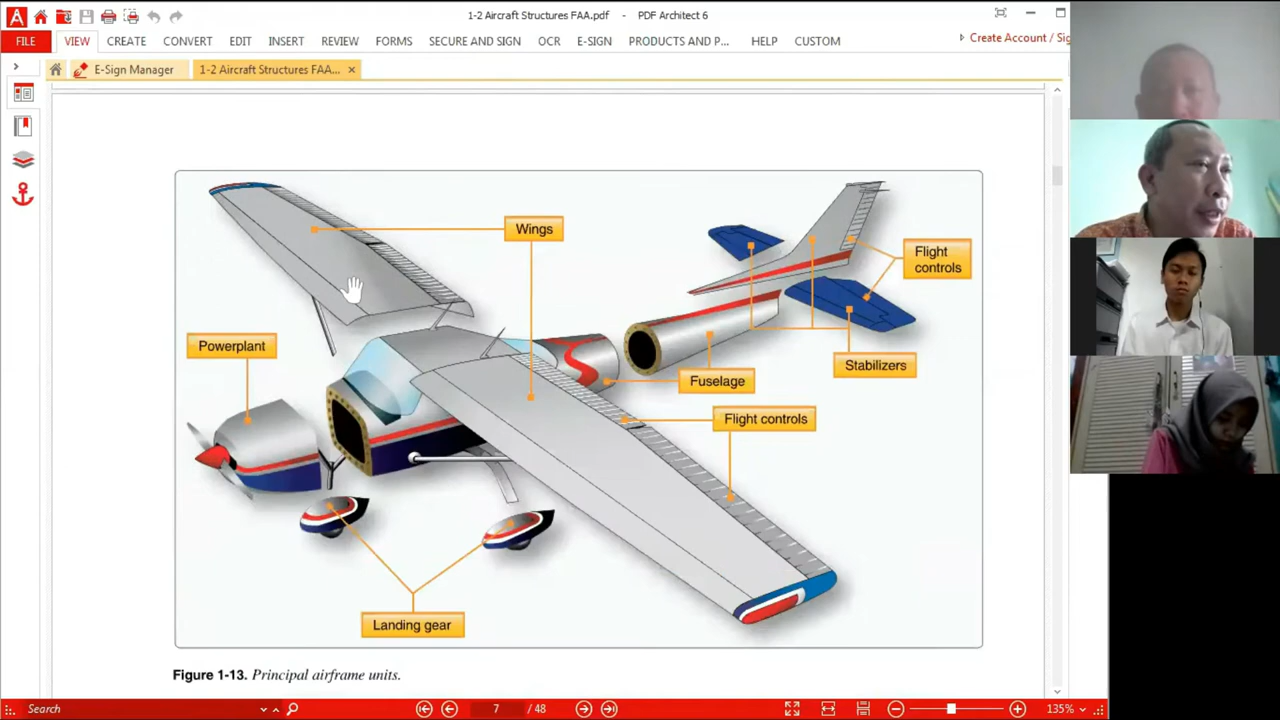 1-2 Aircraft Structures FAA.pdf - PDF Architect 6
FILE VIEW CREATE CONVERT EDIT INSERT REVIEW FORMS SECURE AND SIGN OCR E-SIGN PRODUCTS AND P... HELP CUSTOM Create Account / Sig
E-Sign Manager 1-2 Aircraft Structures FAA...
Wings
Flight
controls
Powerplant
Stabilizers
Fuselage
Flight controls
Landing gear
Figure 1-13. Principal airframe units.
Search 7 / 48 135%